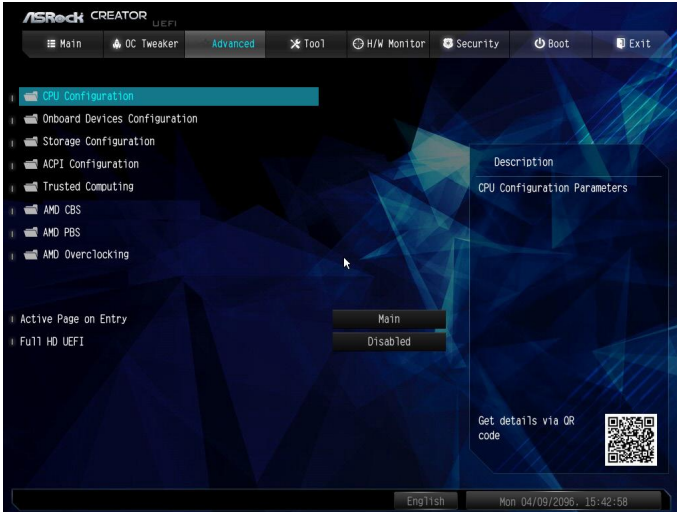 ASRock CREATOR
UEFI
Main OC Tweaker Advanced Tool H/W Monitor Security Boot Exit
CPU Configuration
Onboard Devices Configuration
Storage Configuration
ACPI Configuration
Trusted Computing
AMD CBS
AMD PBS
AMD Overclocking
Active Page on Entry Main
Full HD UEFI Disabled
Description
CPU Configuration Parameters
Get details via QR
code
English Mon 04/09/2096. 15:42:58